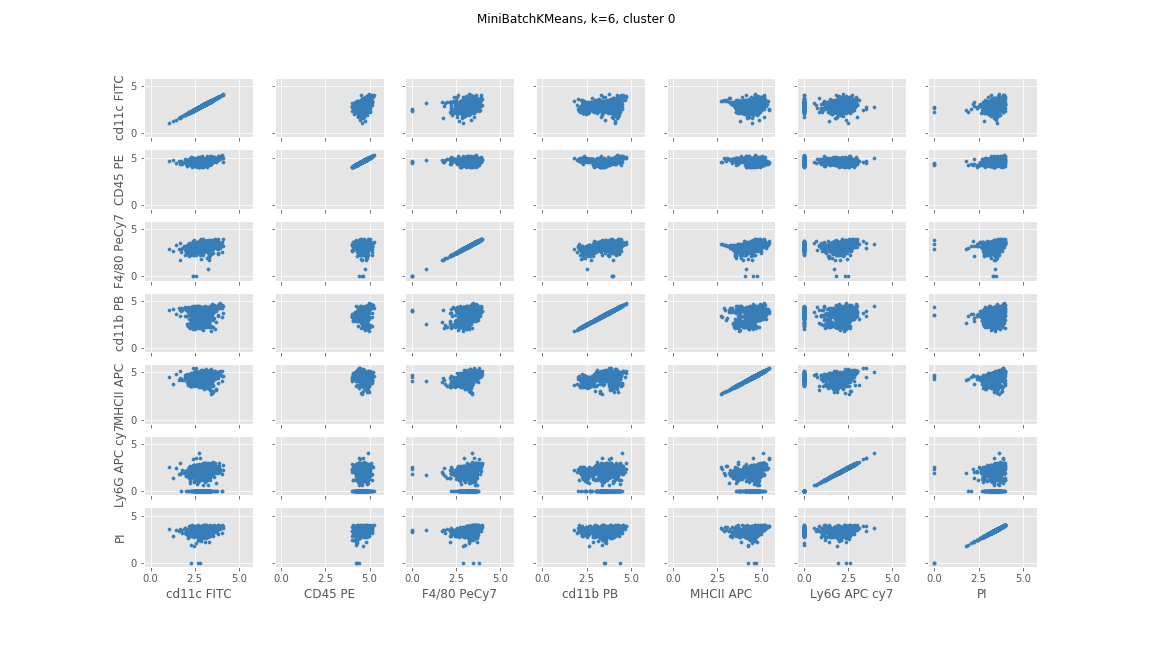 MiniBatchKMeans, k=6, cluster 0
cd11c FITC
5
0
CD45 PE
5
0
F4/80 PeCy7
5
0
cd11b PB
5
0
MHCII APC
5
0
Ly6G APC cy7
5
0
PI
5
0
0.0 2.5 5.0 0.0 2.5 5.0 0.0 2.5 5.0 0.0 2.5 5.0 0.0 2.5 5.0 0.0 2.5 5.0 0.0 2.5 5.0
cd11c FITC CD45 PE F4/80 PeCy7 cd11b PB MHCII APC Ly6G APC cy7 PI